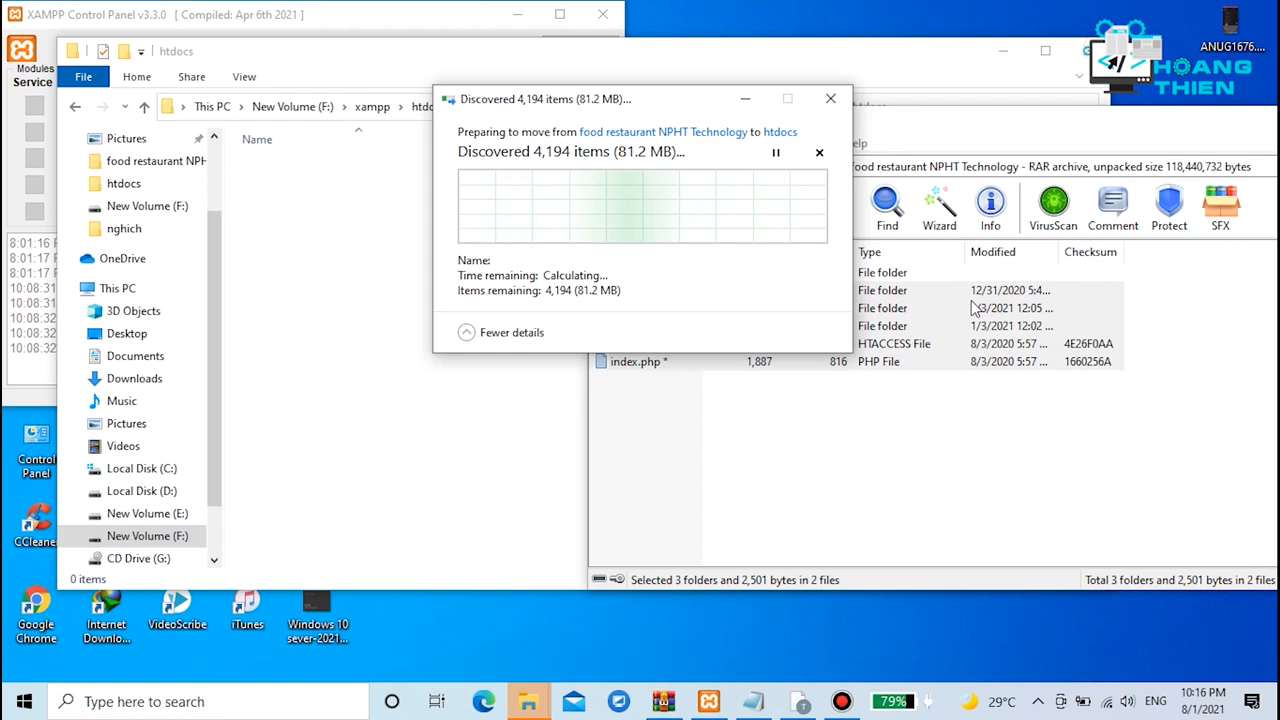 XAMPP Control Panel v3.3.0 [ Compiled: Apr 6th 2021 ]
Modules
Service
8:01:16
8:01:17
8:01:17
10:08:31
10:08:31
10:08:32
10:08:32
10:08:32
htdocs
File Home Share View
This PC New Volume (F:) xampp
Name
Pictures
food restaurant NPH
htdocs
New Volume (F:)
nghich
OneDrive
This PC
3D Objects
Desktop
Documents
Downloads
Music
Pictures
Videos
Local Disk (C:)
Local Disk (D:)
New Volume (E:)
New Volume (F:)
CD Drive (G:)
0 items
Discovered 4,194 items (81.2 MB)...
Preparing to move from food restaurant NPHT Technology to htdocs
Discovered 4,194 items (81.2 MB)...
Name:
Time remaining: Calculating...
Items remaining: 4,194 (81.2 MB)
Fewer details
ANUG1676....
HOANG
THIEN
elp
food restaurant NPHT Technology - RAR archive, unpacked size 118,440,732 bytes
Find Wizard Info VirusScan Comment Protect SFX
Type Modified Checksum
File folder
File folder 12/31/2020 5:4...
File folder /3/2021 12:05 ...
File folder 1/3/2021 12:02 ...
HTACCESS File 8/3/2020 5:57 ... 4E26F0AA
index.php * 1,887 816 PHP File 8/3/2020 5:57 ... 1660256A
Selected 3 folders and 2,501 bytes in 2 files
Total 3 folders and 2,501 bytes in 2 files
Control
Panel
CCleaner
Google
Chrome
Internet
Downlo...
VideoScribe
iTunes
Windows 10
sever-2021...
Type here to search
79%
29°C
ENG
10:16 PM
8/1/2021